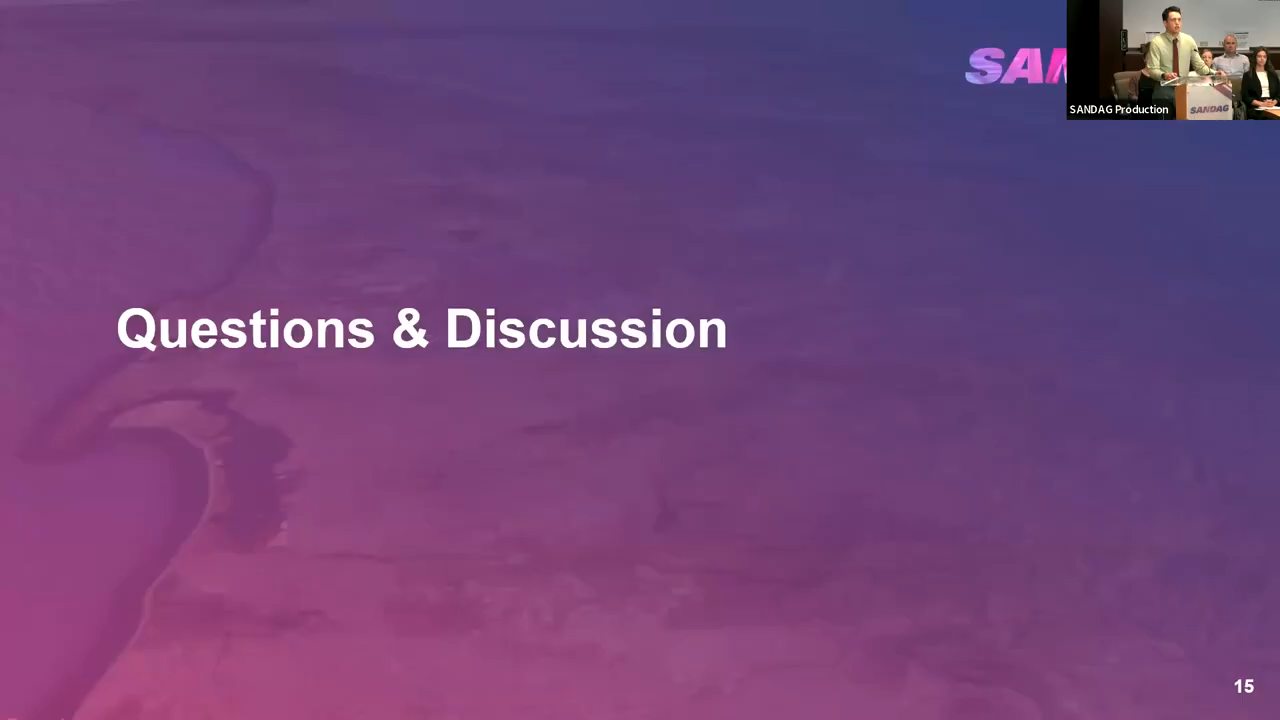 SAN
SANDAG
SANDAG Production
Questions & Discussion
15